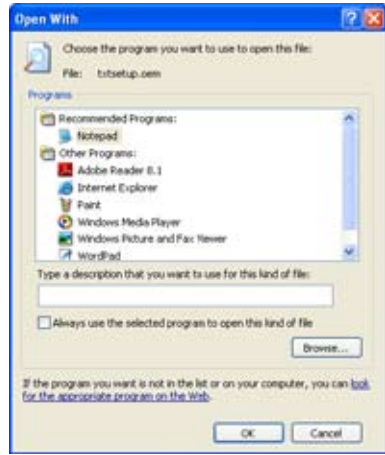 Open With
Choose the program you want to use to open this file:
File: txtsetup.oem
Programs
Recommended Programs:
Notepad
Other Programs:
Adobe Reader 8.1
Internet Explorer
Paint
Windows Media Player
Windows Picture and Fax Viewer
WordPad
Type a description that you want to use for this kind of file:
Always use the selected program to open this kind of file
Browse...
If the program you want is not in the list or on your computer, you can look
for the appropriate program on the Web.
OK Cancel